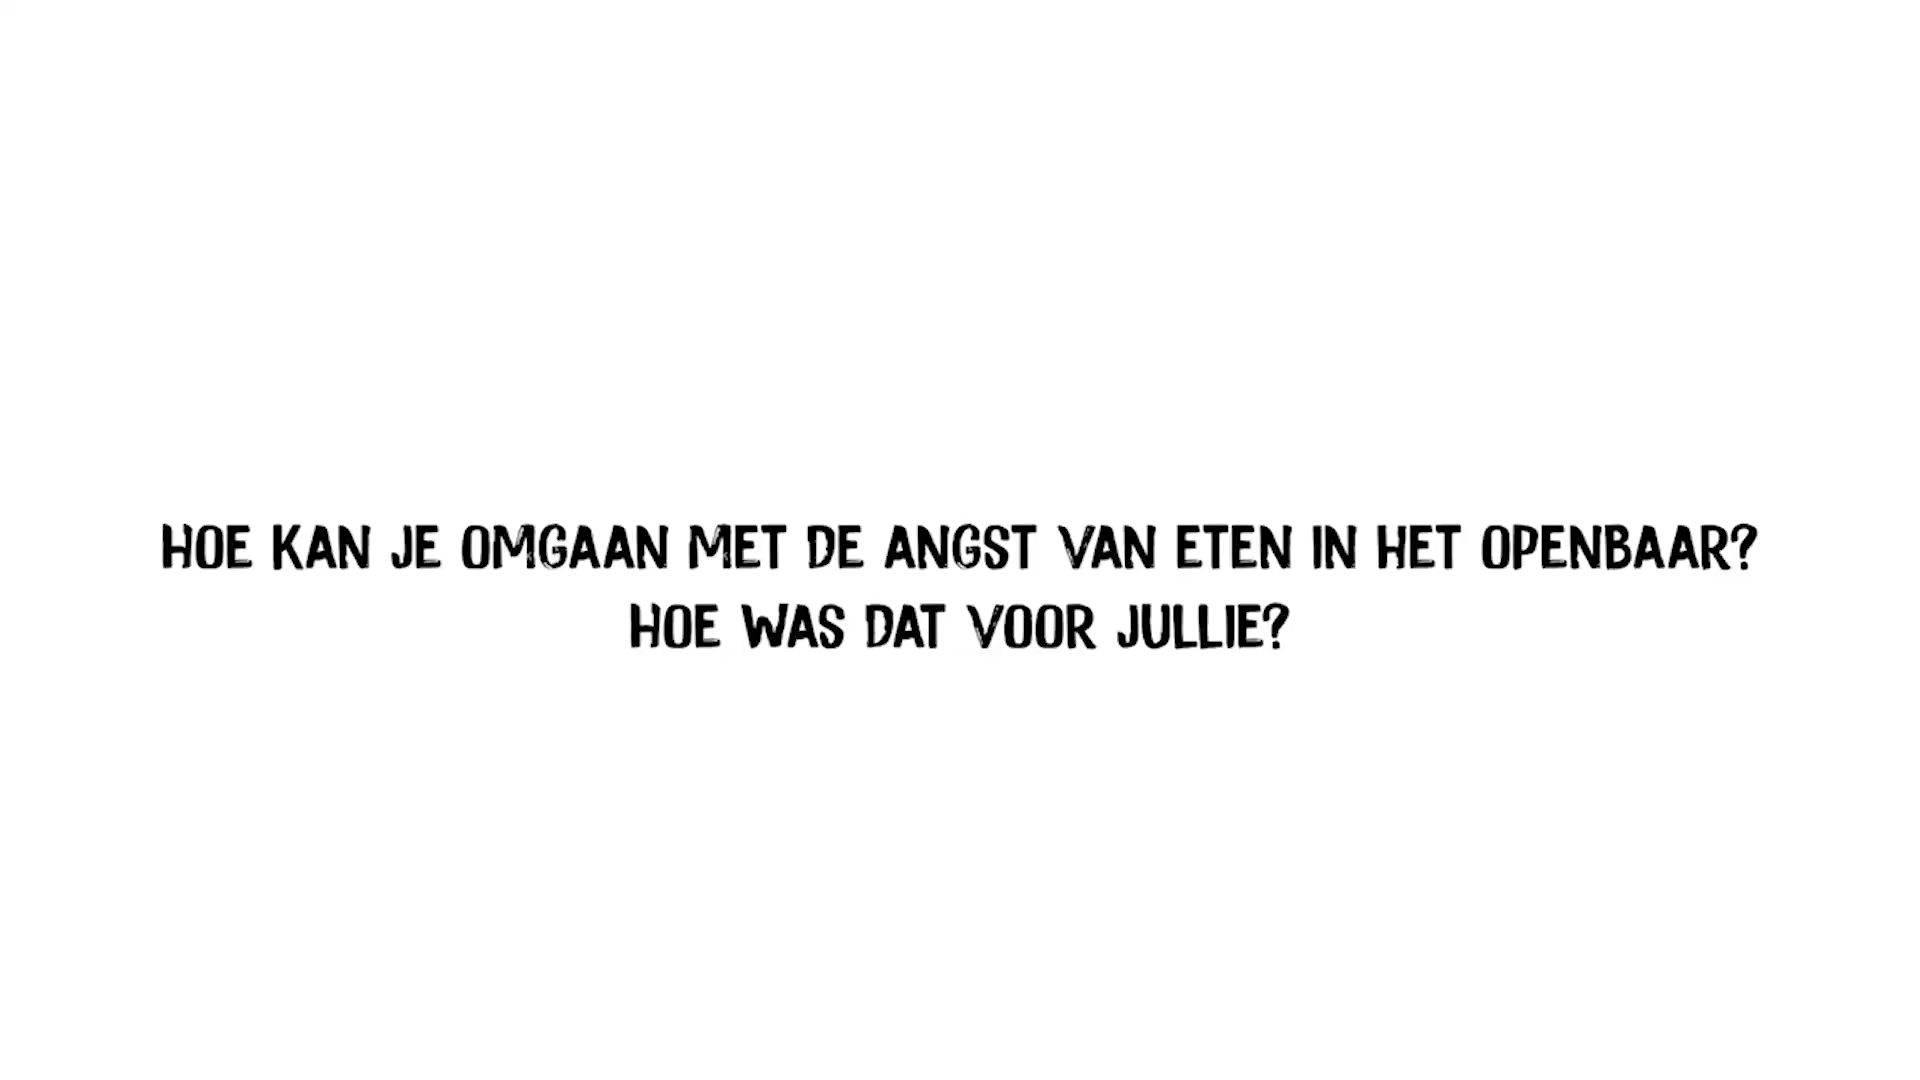 HOE KAN JE OMGAAN MET DE ANGST VAN ETEN IN HET OPENBAAR?
HOE WAS DAT VOOR JULLIE?